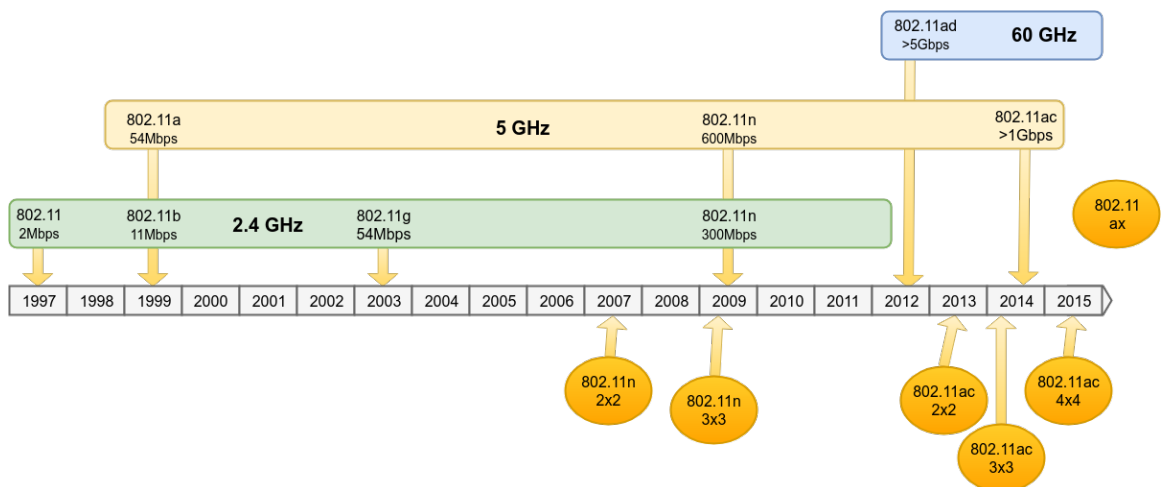 802.11ad
>5Gbps
60 GHz
802.11a
54Mbps
5 GHz
802.11n
600Mbps
802.11ac
>1Gbps
802.11
2Mbps
802.11b
11Mbps
2.4 GHz
802.11g
54Mbps
802.11n
300Mbps
802.11
ax
1997 1998 1999 2000 2001 2002 2003 2004 2005 2006 2007 2008 2009 2010 2011 2012 2013 2014 2015
802.11n
2x2
802.11n
3x3
802.11ac
2x2
802.11ac
3x3
802.11ac
4x4